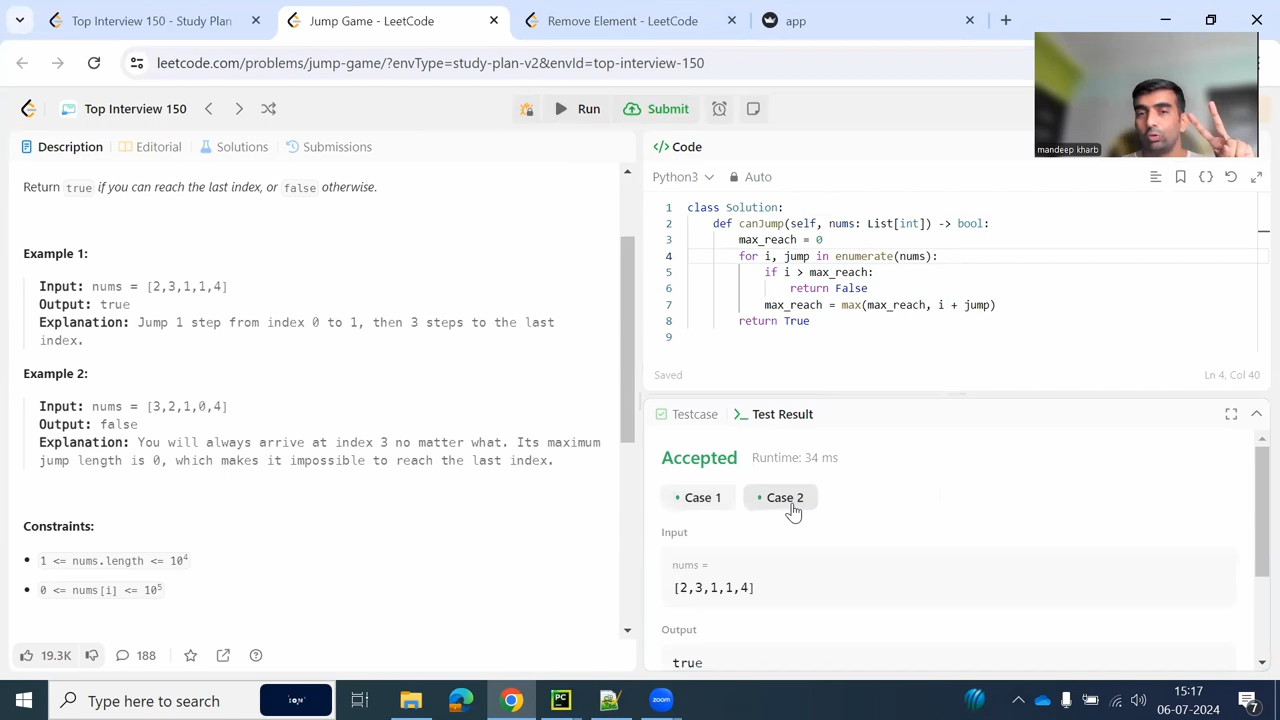 Top Interview 150 - Study Plan
Jump Game - LeetCode
Remove Element - LeetCode
app
leetcode.com/problems/jump-game/?envType=study-plan-v2&envId=top-interview-150
Top Interview 150
Run
Submit
mandeep kharb
Description
Editorial
Solutions
Submissions
Return true if you can reach the last index, or false otherwise.
Example 1:
Input: nums = [2,3,1,1,4]
Output: true
Explanation: Jump 1 step from index 0 to 1, then 3 steps to the last
index.
Example 2:
Input: nums = [3,2,1,0,4]
Output: false
Explanation: You will always arrive at index 3 no matter what. Its maximum
jump length is 0, which makes it impossible to reach the last index.
Constraints:
1 <= nums.length <= 10⁴
0 <= nums[i] <= 10⁵
19.3K
188
</> Code
Python3
Auto
1 class Solution:
2 def canJump(self, nums: List[int]) -> bool:
3 max_reach = 0
4 for i, jump in enumerate(nums):
5 if i > max_reach:
6 return False
7 max_reach = max(max_reach, i + jump)
8 return True
9
Saved
Ln 4, Col 40
Testcase
>_ Test Result
Accepted Runtime: 34 ms
Case 1
Case 2
Input
nums =
[2,3,1,1,4]
Output
true
Type here to search
zoom
15:17
06-07-2024
7